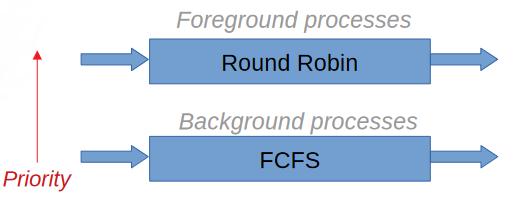 Foreground processes
Round Robin
Background processes
FCFS
Priority